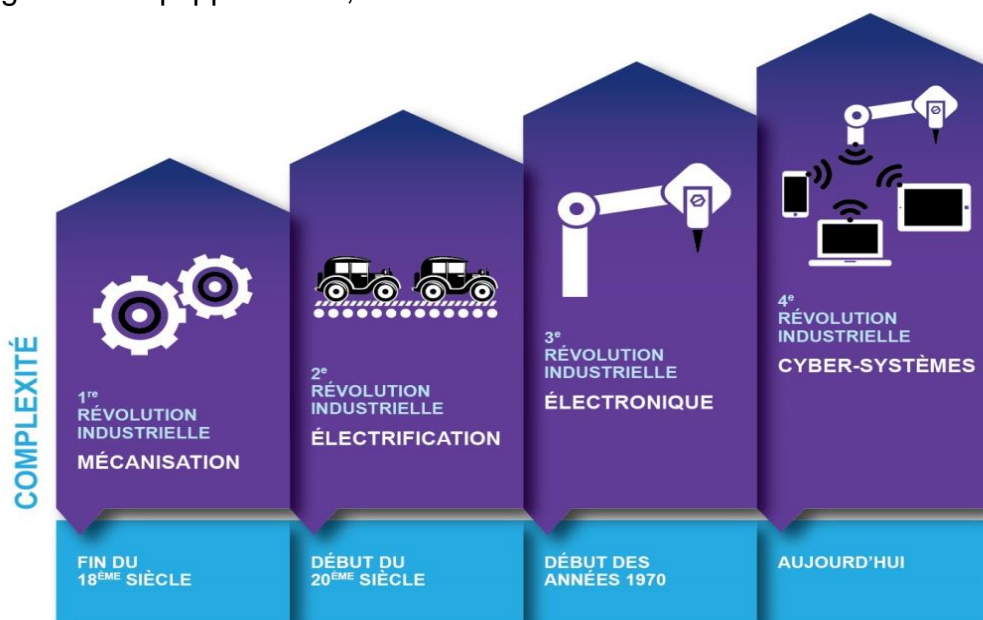 COMPLEXITÉ
1re
RÉVOLUTION
INDUSTRIELLE
MÉCANISATION
FIN DU
18ÈME SIÈCLE
2e
RÉVOLUTION
INDUSTRIELLE
ÉLECTRIFICATION
DÉBUT DU
20ÈME SIÈCLE
3e
RÉVOLUTION
INDUSTRIELLE
ÉLECTRONIQUE
DÉBUT DES
ANNÉES 1970
4e
RÉVOLUTION
INDUSTRIELLE
CYBER-SYSTÈMES
AUJOURD'HUI